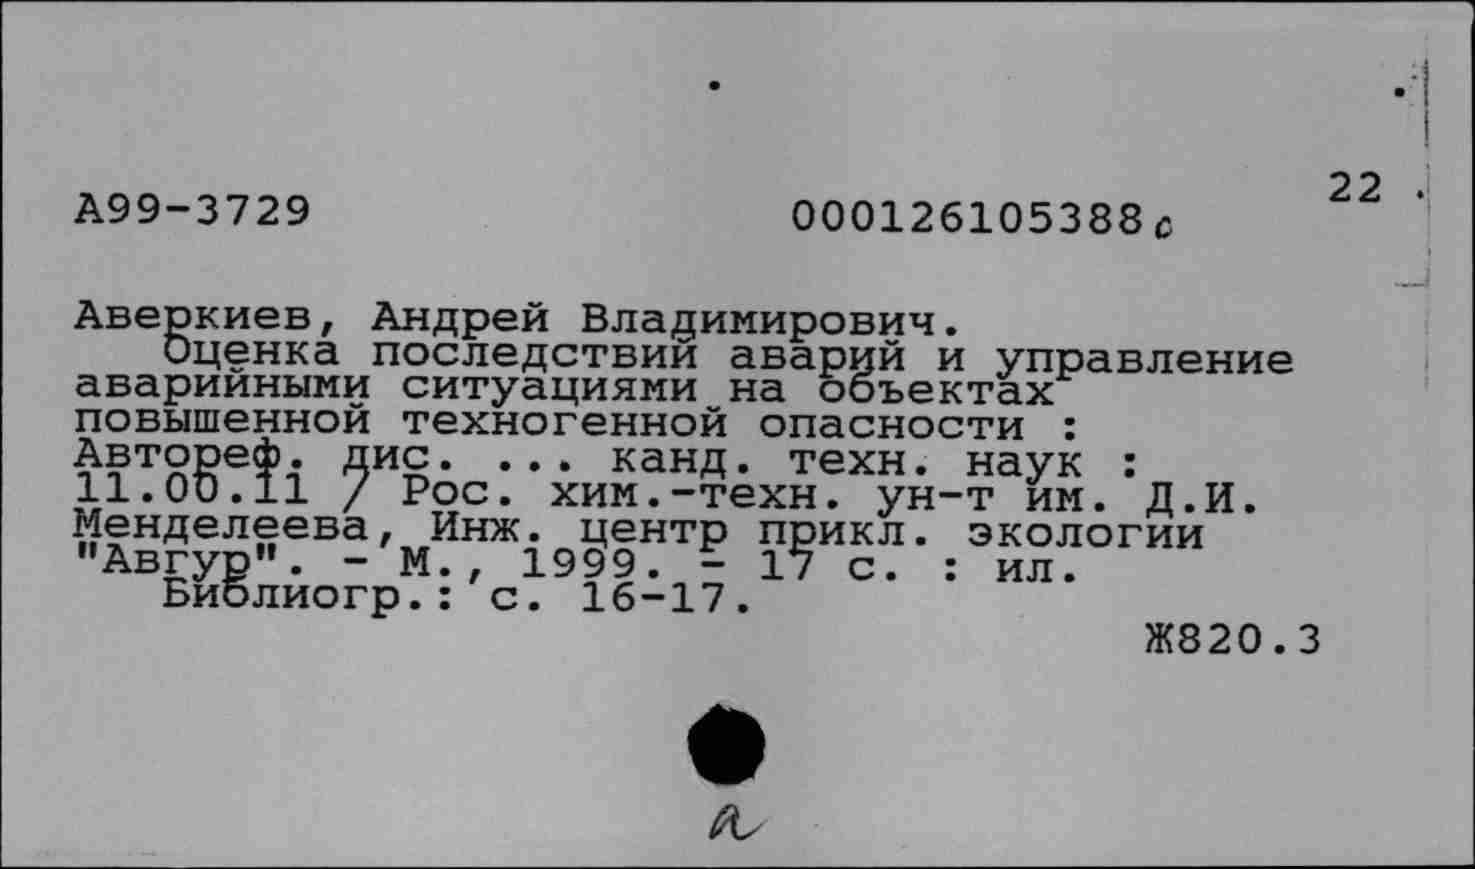 22
А99-3729 000126105388с
Аверкиев, Андрей Владимирович.
Оценка последствий аварий и управление
аварийными ситуациями на объектах
повышенной техногенной опасности :
Автореф. дис. ... канд. техн. наук :
11.00.11 / Рос. хим.-техн. ун-т им. Д.И.
Менделеева, Инж. центр прикл. экологии
"Авгур". - М., 1999. - 17 с. : ил.
Библиогр.: с. 16-17.
Ж820.3